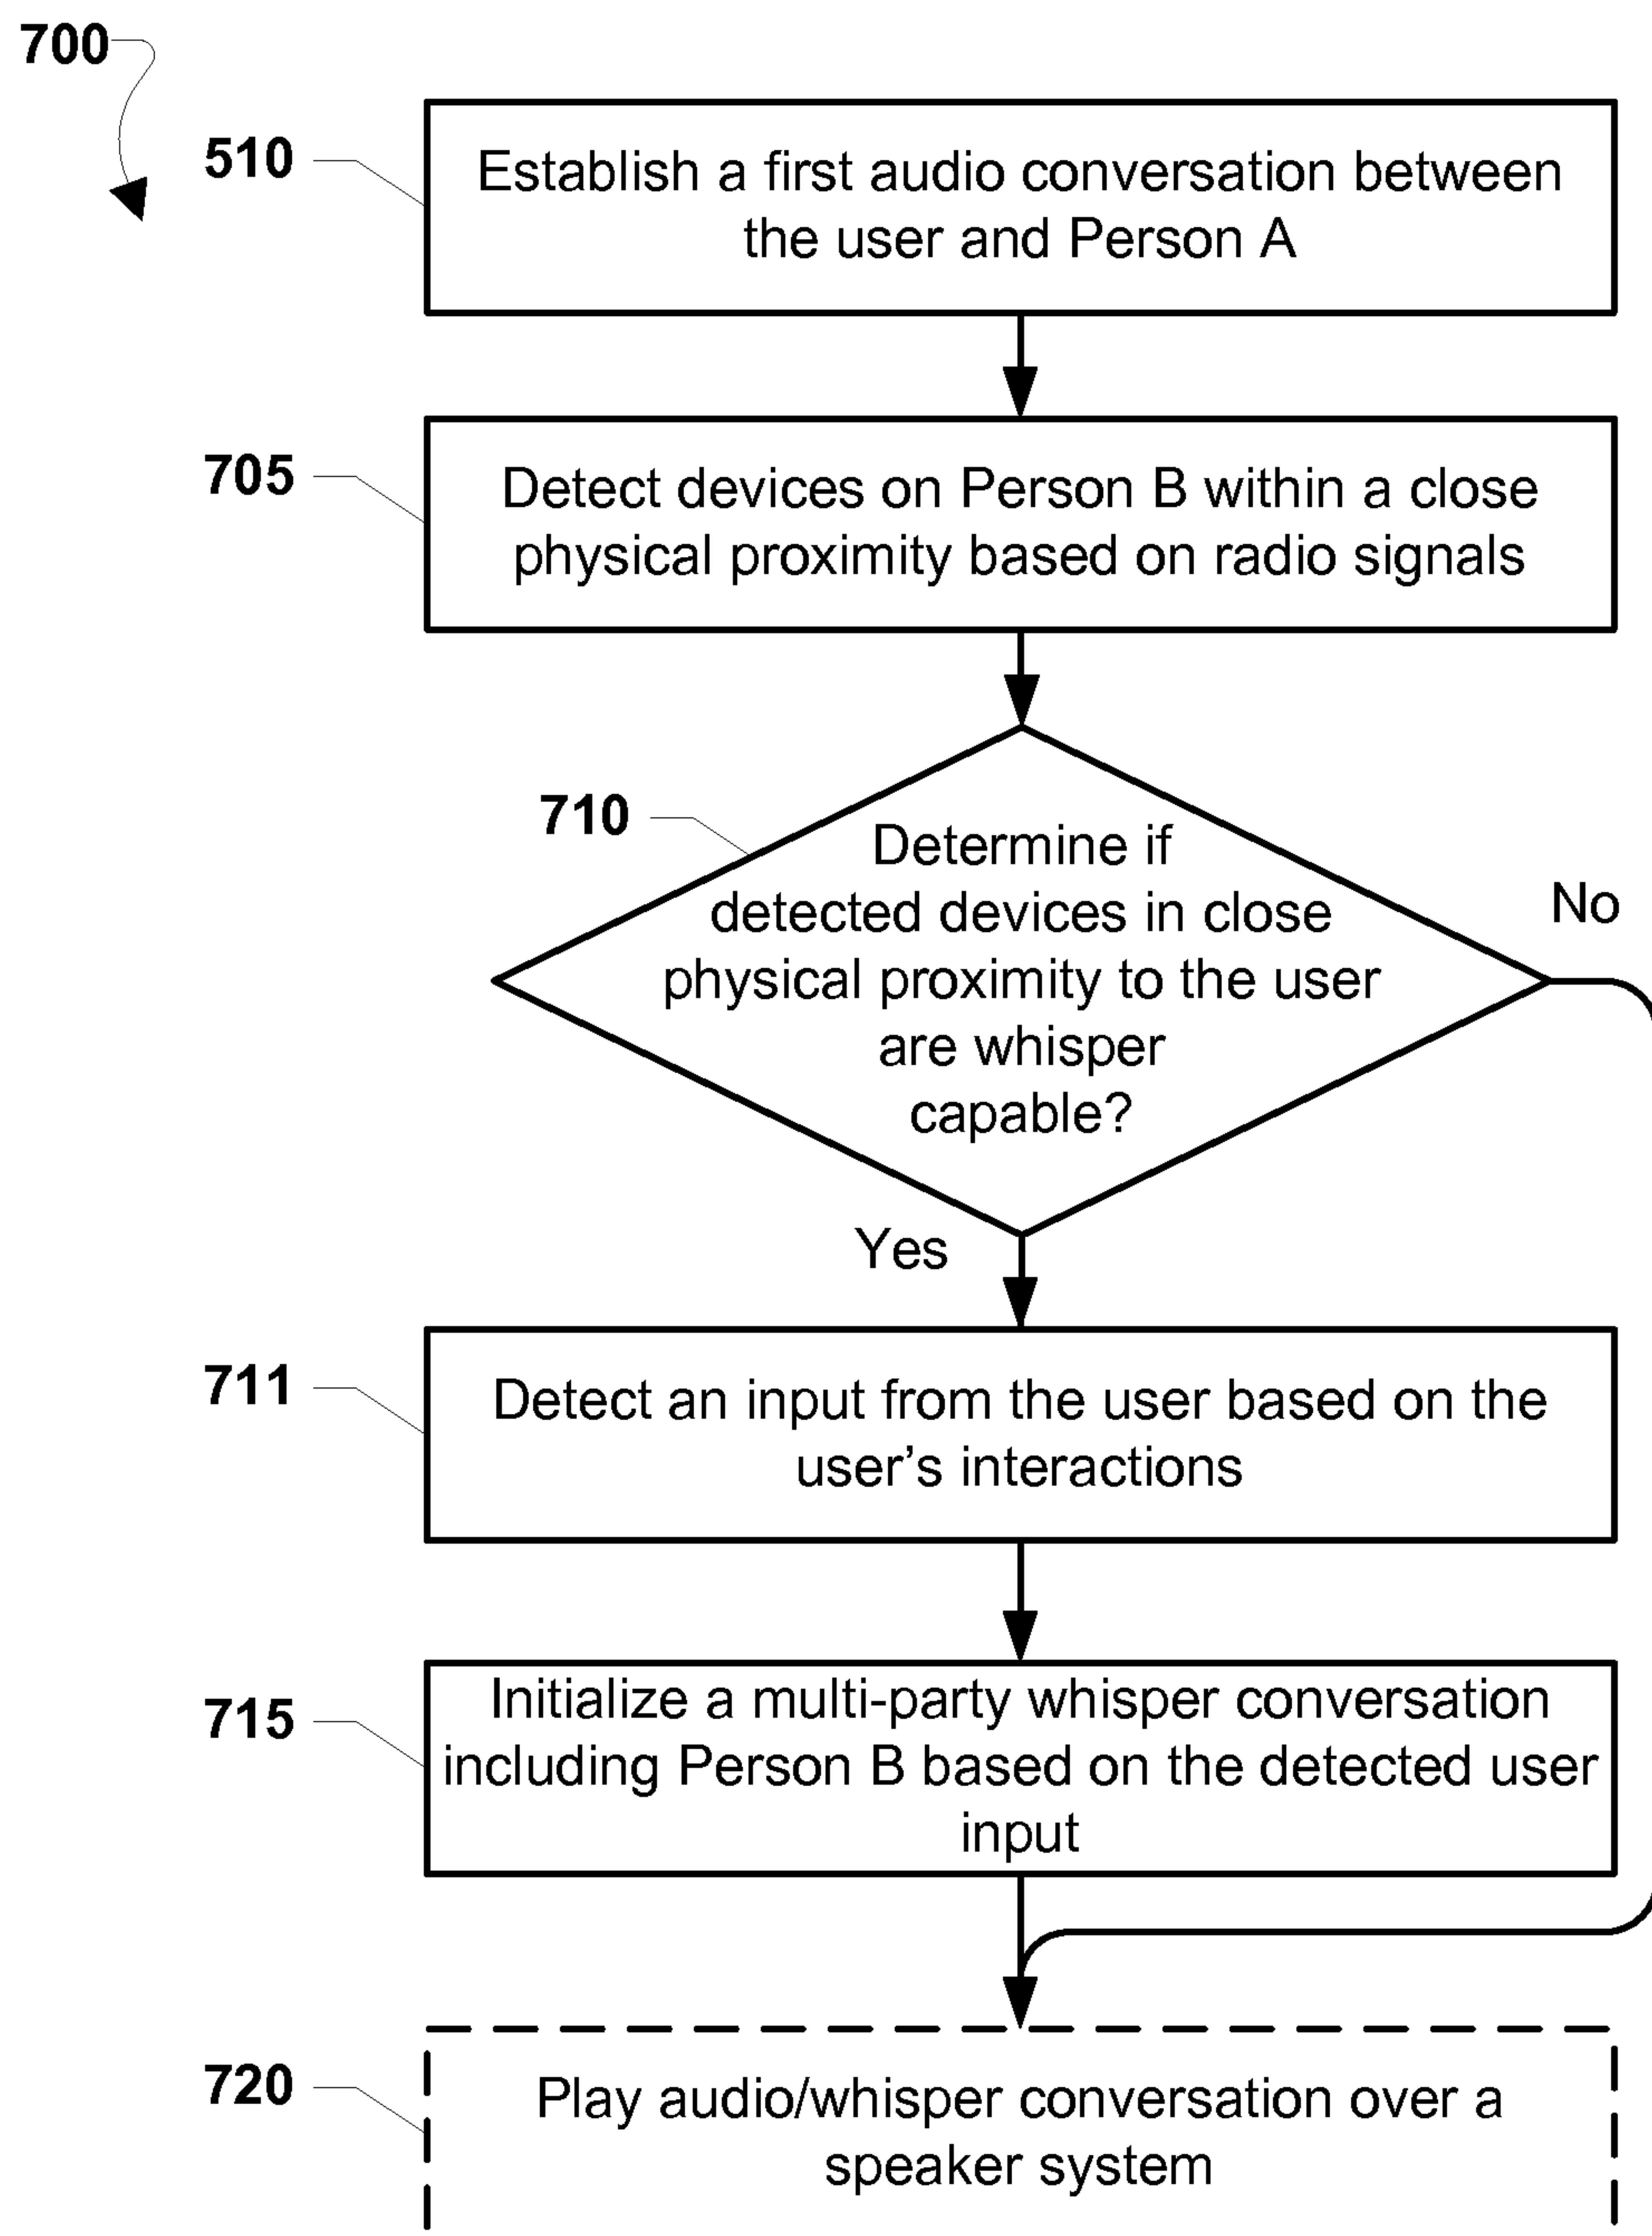 700
510
Establish a first audio conversation between
the user and Person A
705
Detect devices on Person B within a close
physical proximity based on radio signals
710
Determine if
detected devices in close
physical proximity to the user
are whisper
capable?
No
Yes
711
Detect an input from the user based on the
user’s interactions
715
Initialize a multi-party whisper conversation
including Person B based on the detected user
input
720
Play audio/whisper conversation over a
speaker system